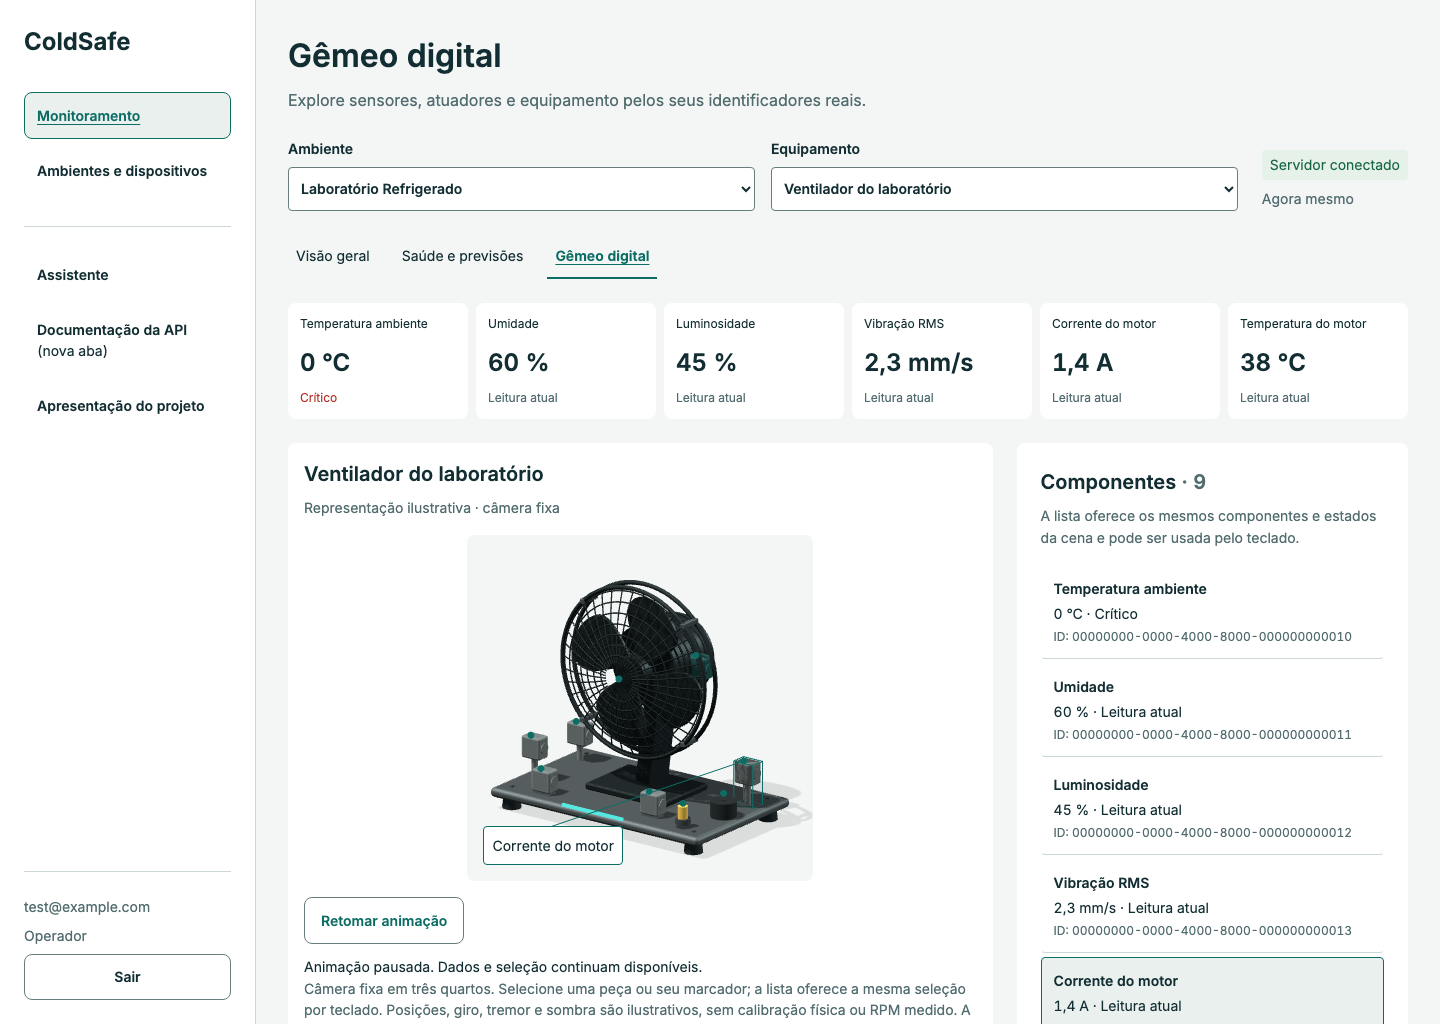 ColdSafe
Monitoramento
Ambientes e dispositivos
Assistente
Documentação da API
(nova aba)
Apresentação do projeto
test@example.com
Operador
Sair
Gêmeo digital
Explore sensores, atuadores e equipamento pelos seus identificadores reais.
Ambiente
Laboratório Refrigerado
Equipamento
Ventilador do laboratório
Servidor conectado
Agora mesmo
Visão geral
Saúde e previsões
Gêmeo digital
Temperatura ambiente
0 °C
Crítico
Umidade
60 %
Leitura atual
Luminosidade
45 %
Leitura atual
Vibração RMS
2,3 mm/s
Leitura atual
Corrente do motor
1,4 A
Leitura atual
Temperatura do motor
38 °C
Leitura atual
Ventilador do laboratório
Representação ilustrativa · câmera fixa
Corrente do motor
Retomar animação
Animação pausada. Dados e seleção continuam disponíveis.
Câmera fixa em três quartos. Selecione uma peça ou seu marcador; a lista oferece a mesma seleção
por teclado. Posições, giro, tremor e sombra são ilustrativos, sem calibração física ou RPM medido. A
Componentes · 9
A lista oferece os mesmos componentes e estados
da cena e pode ser usada pelo teclado.
Temperatura ambiente
0 °C · Crítico
ID: 00000000-0000-4000-8000-000000000010
Umidade
60 % · Leitura atual
ID: 00000000-0000-4000-8000-000000000011
Luminosidade
45 % · Leitura atual
ID: 00000000-0000-4000-8000-000000000012
Vibração RMS
2,3 mm/s · Leitura atual
ID: 00000000-0000-4000-8000-000000000013
Corrente do motor
1,4 A · Leitura atual